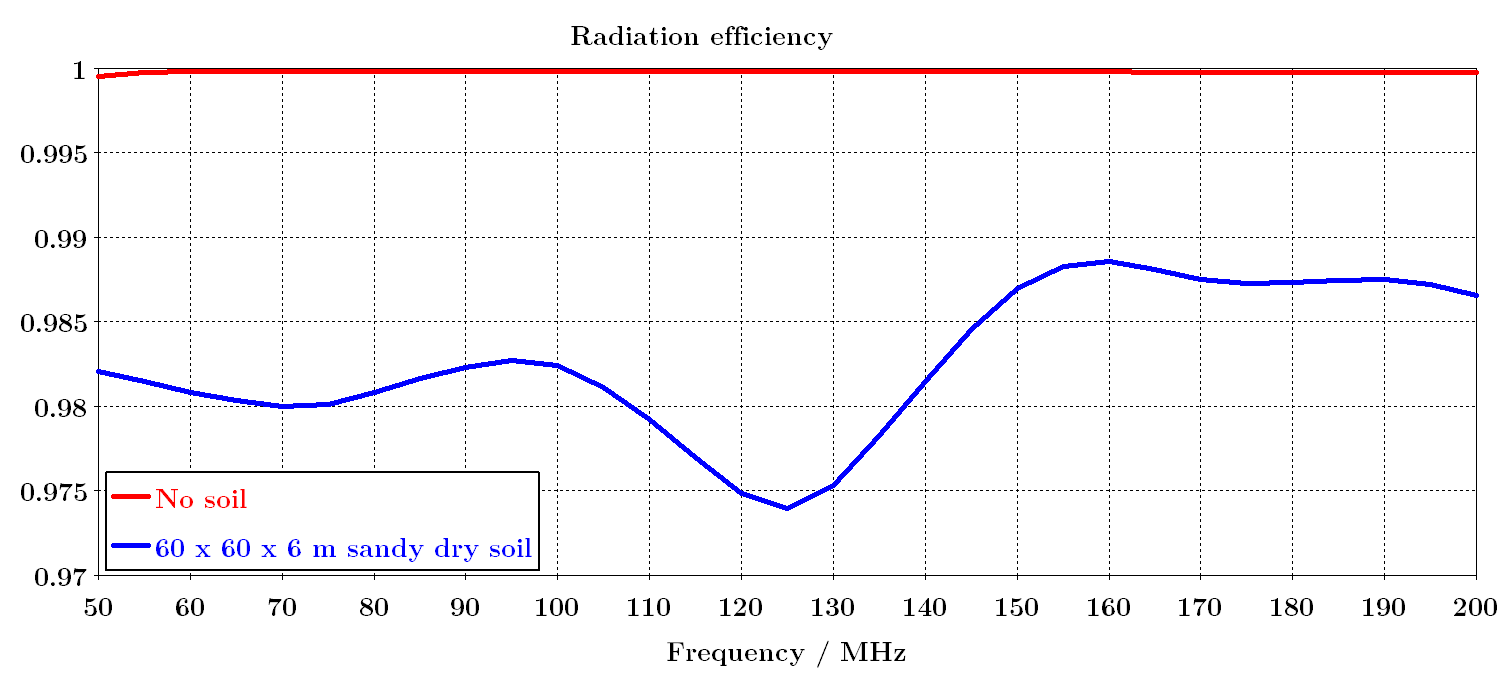 Radiation efficiency
1
0.995
0.99
0.985
0.98
0.975
0.97
No soil
60 x 60 x 6 m sandy dry soil
50 60 70 80 90 100 110 120 130 140 150 160 170 180 190 200
Frequency / MHz